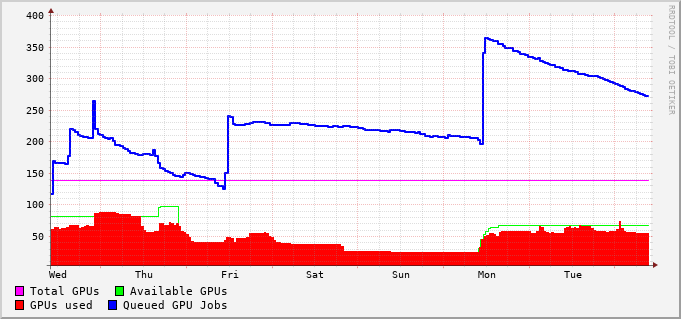 400
350
300
250
200
150
100
50
Wed Thu Fri Sat Sun Mon Tue
Total GPUs Available GPUs
GPUs used Queued GPU Jobs
RRDTOOL / TOBI OETIKER